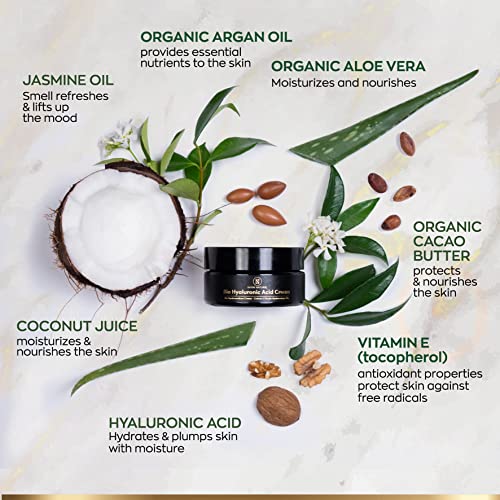 ORGANIC ARGAN OIL
provides essential
nutrients to the skin
ORGANIC ALOE VERA
Moisturizes and nourishes
JASMINE OIL
Smell refreshes
& lifts up
the mood
ORGANIC
CACAO
BUTTER
protects
& nourishes
the skin
Bio Hyaluronic Acid Cream
COCONUT JUICE
moisturizes &
nourishes the skin
VITAMIN E
(tocopherol)
antioxidant properties
protect skin against
free radicals
HYALURONIC ACID
Hydrates & plumps skin
with moisture